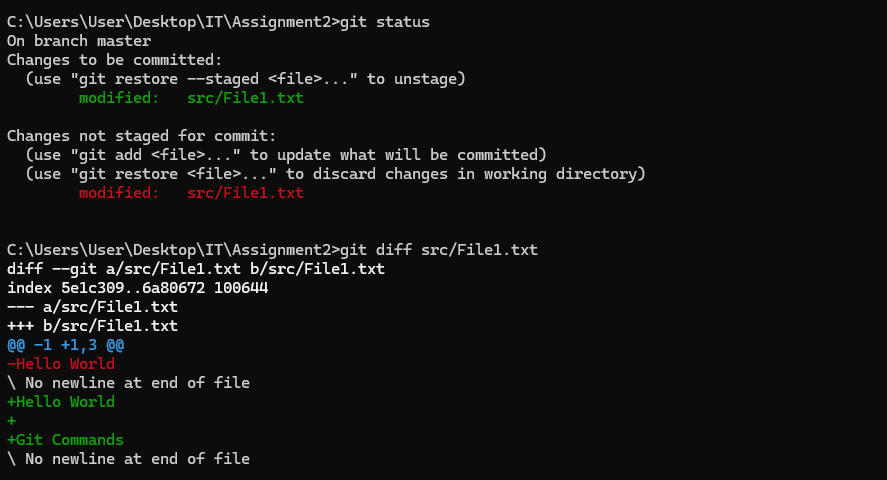 C:\Users\User\Desktop\IT\Assignment2>git status
On branch master
Changes to be committed:
  (use "git restore --staged <file>..." to unstage)
        modified:   src/File1.txt

Changes not staged for commit:
  (use "git add <file>..." to update what will be committed)
  (use "git restore <file>..." to discard changes in working directory)
        modified:   src/File1.txt


C:\Users\User\Desktop\IT\Assignment2>git diff src/File1.txt
diff --git a/src/File1.txt b/src/File1.txt
index 5e1c309..6a80672 100644
--- a/src/File1.txt
+++ b/src/File1.txt
@@ -1 +1,3 @@
-Hello World
\ No newline at end of file
+Hello World
+
+Git Commands
\ No newline at end of file